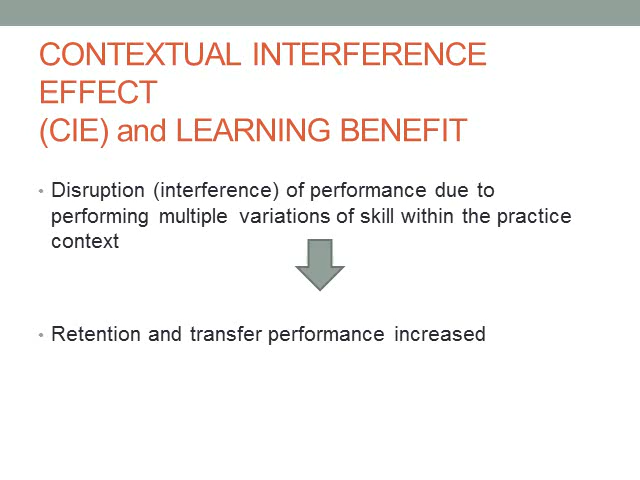 CONTEXTUAL INTERFERENCE
EFFECT
(CIE) and LEARNING BENEFIT
• Disruption (interference) of performance due to
performing multiple variations of skill within the practice
context
• Retention and transfer performance increased